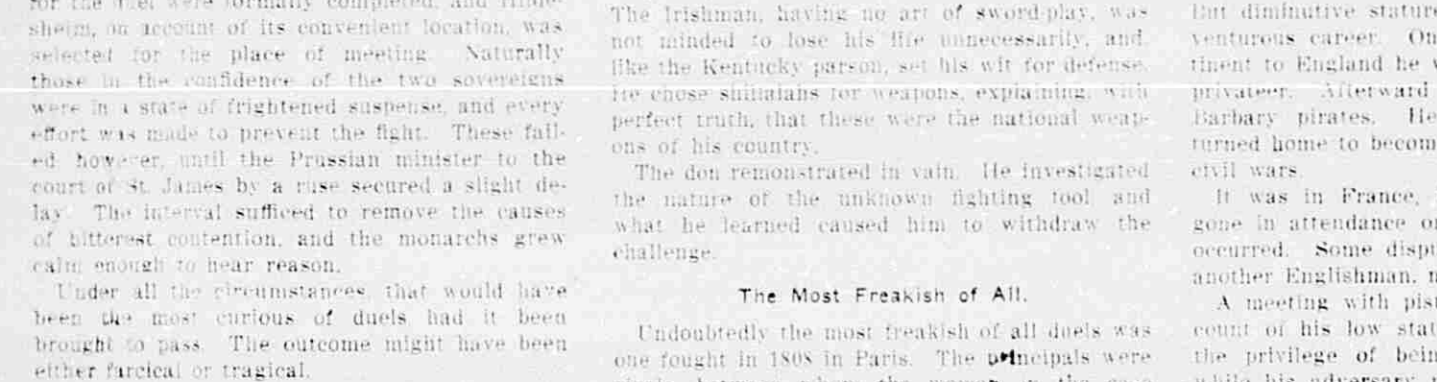 for the duel were formally completed, and Hilde-
sheim, on account of its convenient location, was
selected for the place of meeting. Naturally
those in the confidence of the two sovereigns
were in a state of frightened suspense, and every
effort was made to prevent the fight. These fail-
ed, however, until the Prussian minister to the
court of St. James by a ruse secured a slight de-
lay. The interval sufficed to remove the causes
of bitterest contention, and the monarchs grew
calm enough to hear reason.
Under all the circumstances, that would have
been the most curious of duels had it been
brought to pass. The outcome might have been
either farcical or tragical.
The Irishman, having no art of sword-play, was
not minded to lose his life unnecessarily, and,
like the Kentucky parson, set his wit for defense.
He chose shillalahs for weapons, explaining, with
perfect truth, that these were the national weap-
ons of his country.
The don remonstrated in vain. He investigated
the nature of the unknown fighting tool and
what he learned caused him to withdraw the
challenge.
The Most Freakish of All.
Undoubtedly the most freakish of all duels was
one fought in 1808 in Paris. The principals were
But diminutive stature
venturous career. On
tinent to England he
privateer. Afterward
Barbary pirates. He
turned home to becom
civil wars.
It was in France,
gone in attendance o
occurred. Some disp
another Englishman,
A meeting with pist
count of his low stat
the privilege of bein
while his adversary